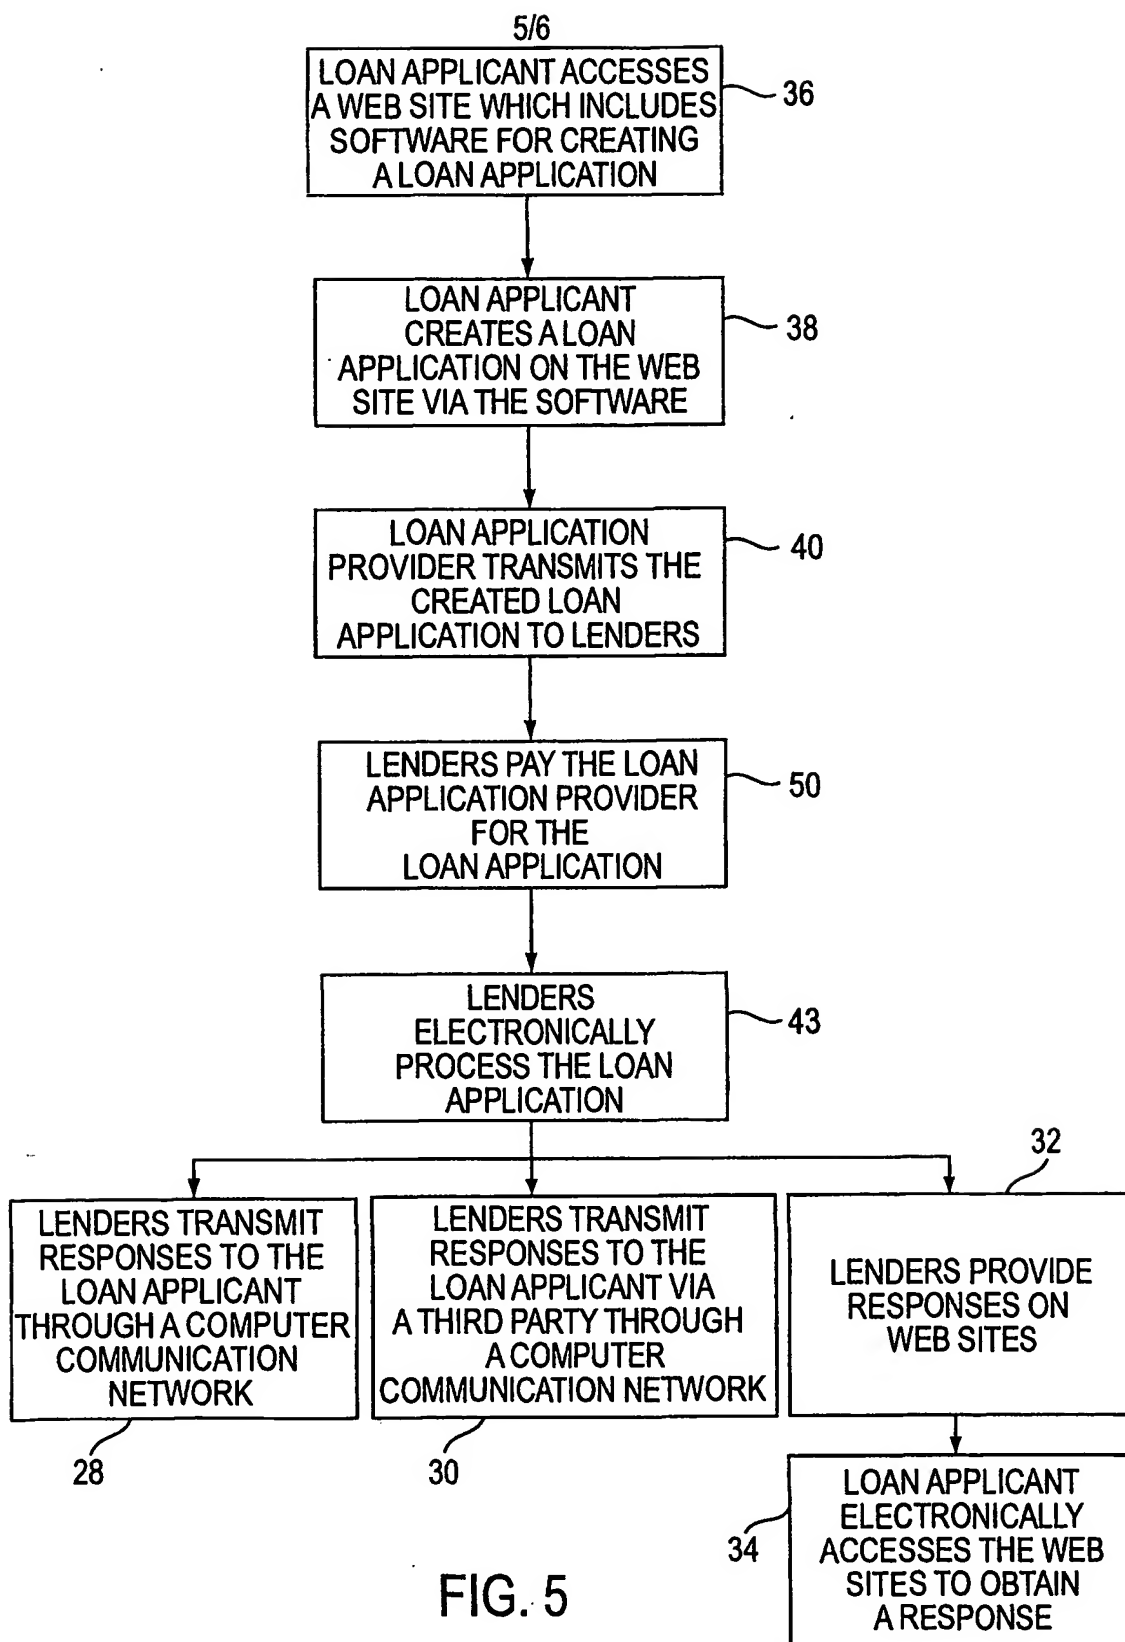 5/6
LOAN APPLICANT ACCESSES
A WEB SITE WHICH INCLUDES
SOFTWARE FOR CREATING
A LOAN APPLICATION
36
LOAN APPLICANT
CREATES A LOAN
APPLICATION ON THE WEB
SITE VIA THE SOFTWARE
38
LOAN APPLICATION
PROVIDER TRANSMITS THE
CREATED LOAN
APPLICATION TO LENDERS
40
LENDERS PAY THE LOAN
APPLICATION PROVIDER
FOR THE
LOAN APPLICATION
50
LENDERS
ELECTRONICALLY
PROCESS THE LOAN
APPLICATION
43
LENDERS TRANSMIT
RESPONSES TO THE
LOAN APPLICANT
THROUGH A COMPUTER
COMMUNICATION
NETWORK
28
LENDERS TRANSMIT
RESPONSES TO THE
LOAN APPLICANT VIA
A THIRD PARTY THROUGH
A COMPUTER
COMMUNICATION NETWORK
30
32
LENDERS PROVIDE
RESPONSES ON
WEB SITES
34
LOAN APPLICANT
ELECTRONICALLY
ACCESSES THE WEB
SITES TO OBTAIN
A RESPONSE
FIG. 5